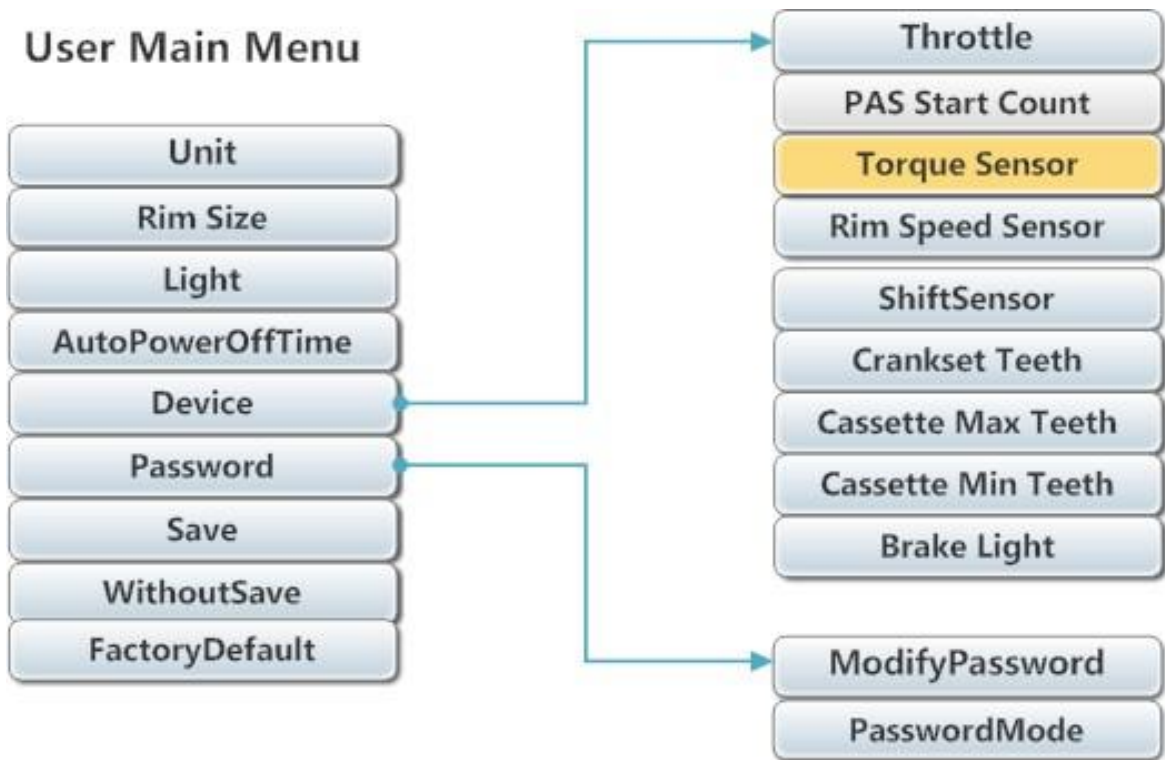 User Main Menu
Unit
Rim Size
Light
AutoPowerOffTime
Device
Password
Save
WithoutSave
FactoryDefault
Throttle
PAS Start Count
Torque Sensor
Rim Speed Sensor
ShiftSensor
Crankset Teeth
Cassette Max Teeth
Cassette Min Teeth
Brake Light
ModifyPassword
PasswordMode